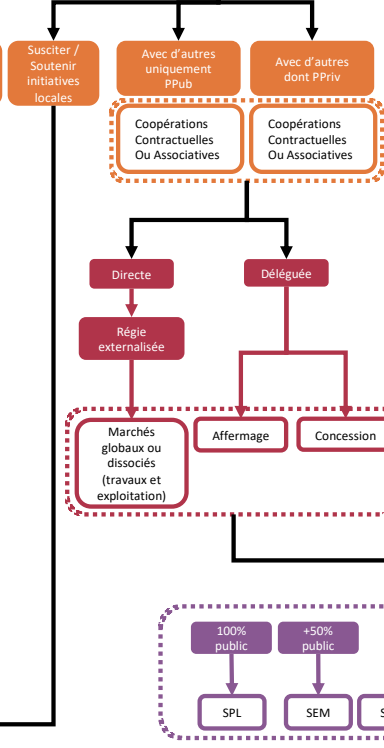 Susciter /
Soutenir
initiatives
locales
Avec d'autres
uniquement
PPub
Avec d'autres
dont PPriv
Coopérations
Contractuelles
Ou Associatives
Coopérations
Contractuelles
Ou Associatives
Directe
Déléguée
Régie
externalisée
Marchés
globaux ou
dissociés
(travaux et
exploitation)
Affermage
Concession
100%
public
+50%
public
SPL
SEM
S